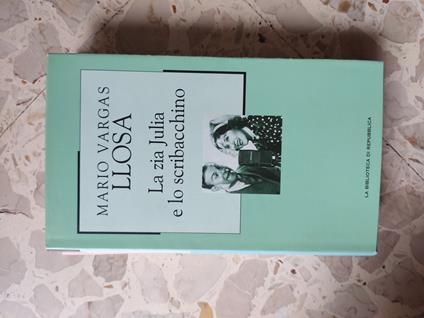 MARIO VARGAS
LLOSA
La zia Julia
e lo scribacchino
LA BIBLIOTECA DI REPUBBLICA